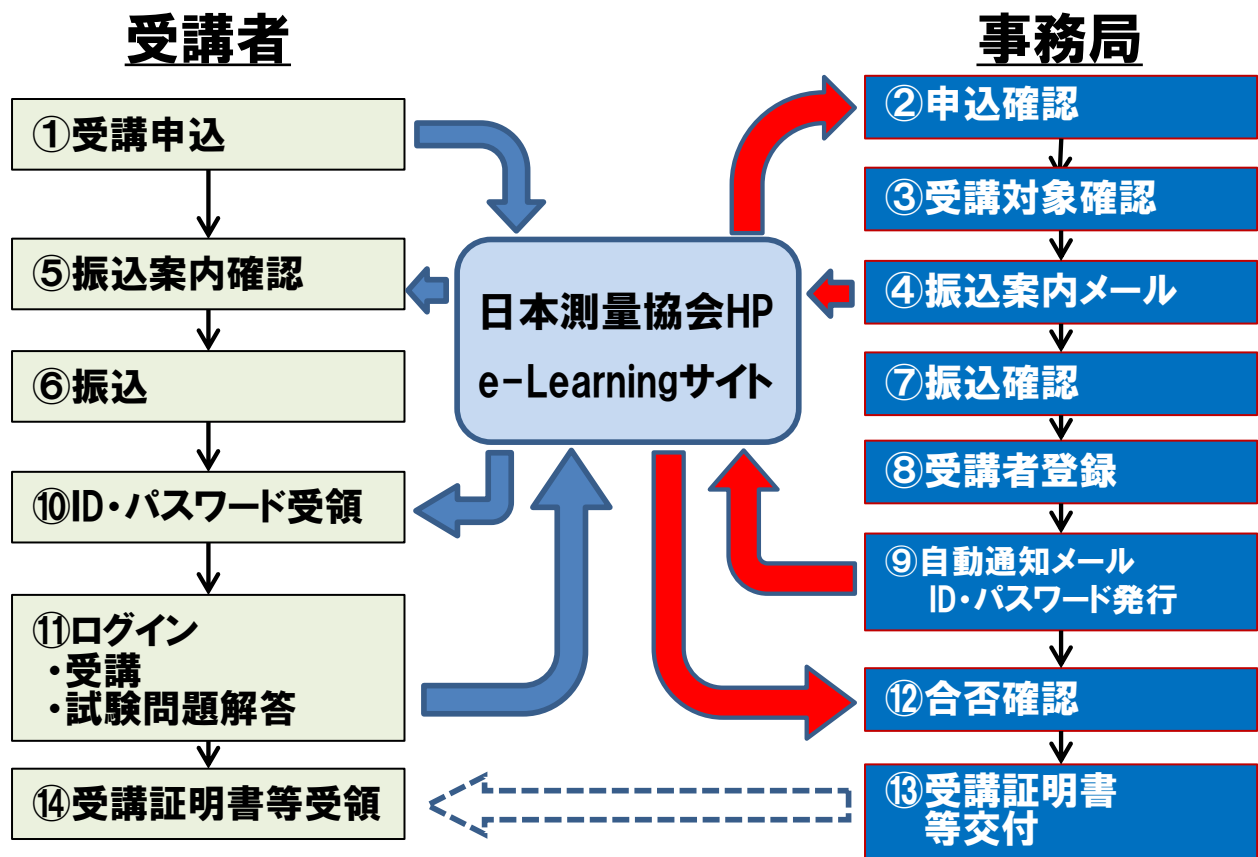 受講者
①受講申込
⑤振込案内確認
⑥振込
⑩ID・パスワード受領
⑪ログイン
・受講
・試験問題解答
⑭受講証明書等受領
日本測量協会HP
e-Learningサイト
事務局
②申込確認
③受講対象確認
④振込案内メール
⑦振込確認
⑧受講者登録
⑨自動通知メール
ID・パスワード発行
⑫合否確認
⑬受講証明書
等交付